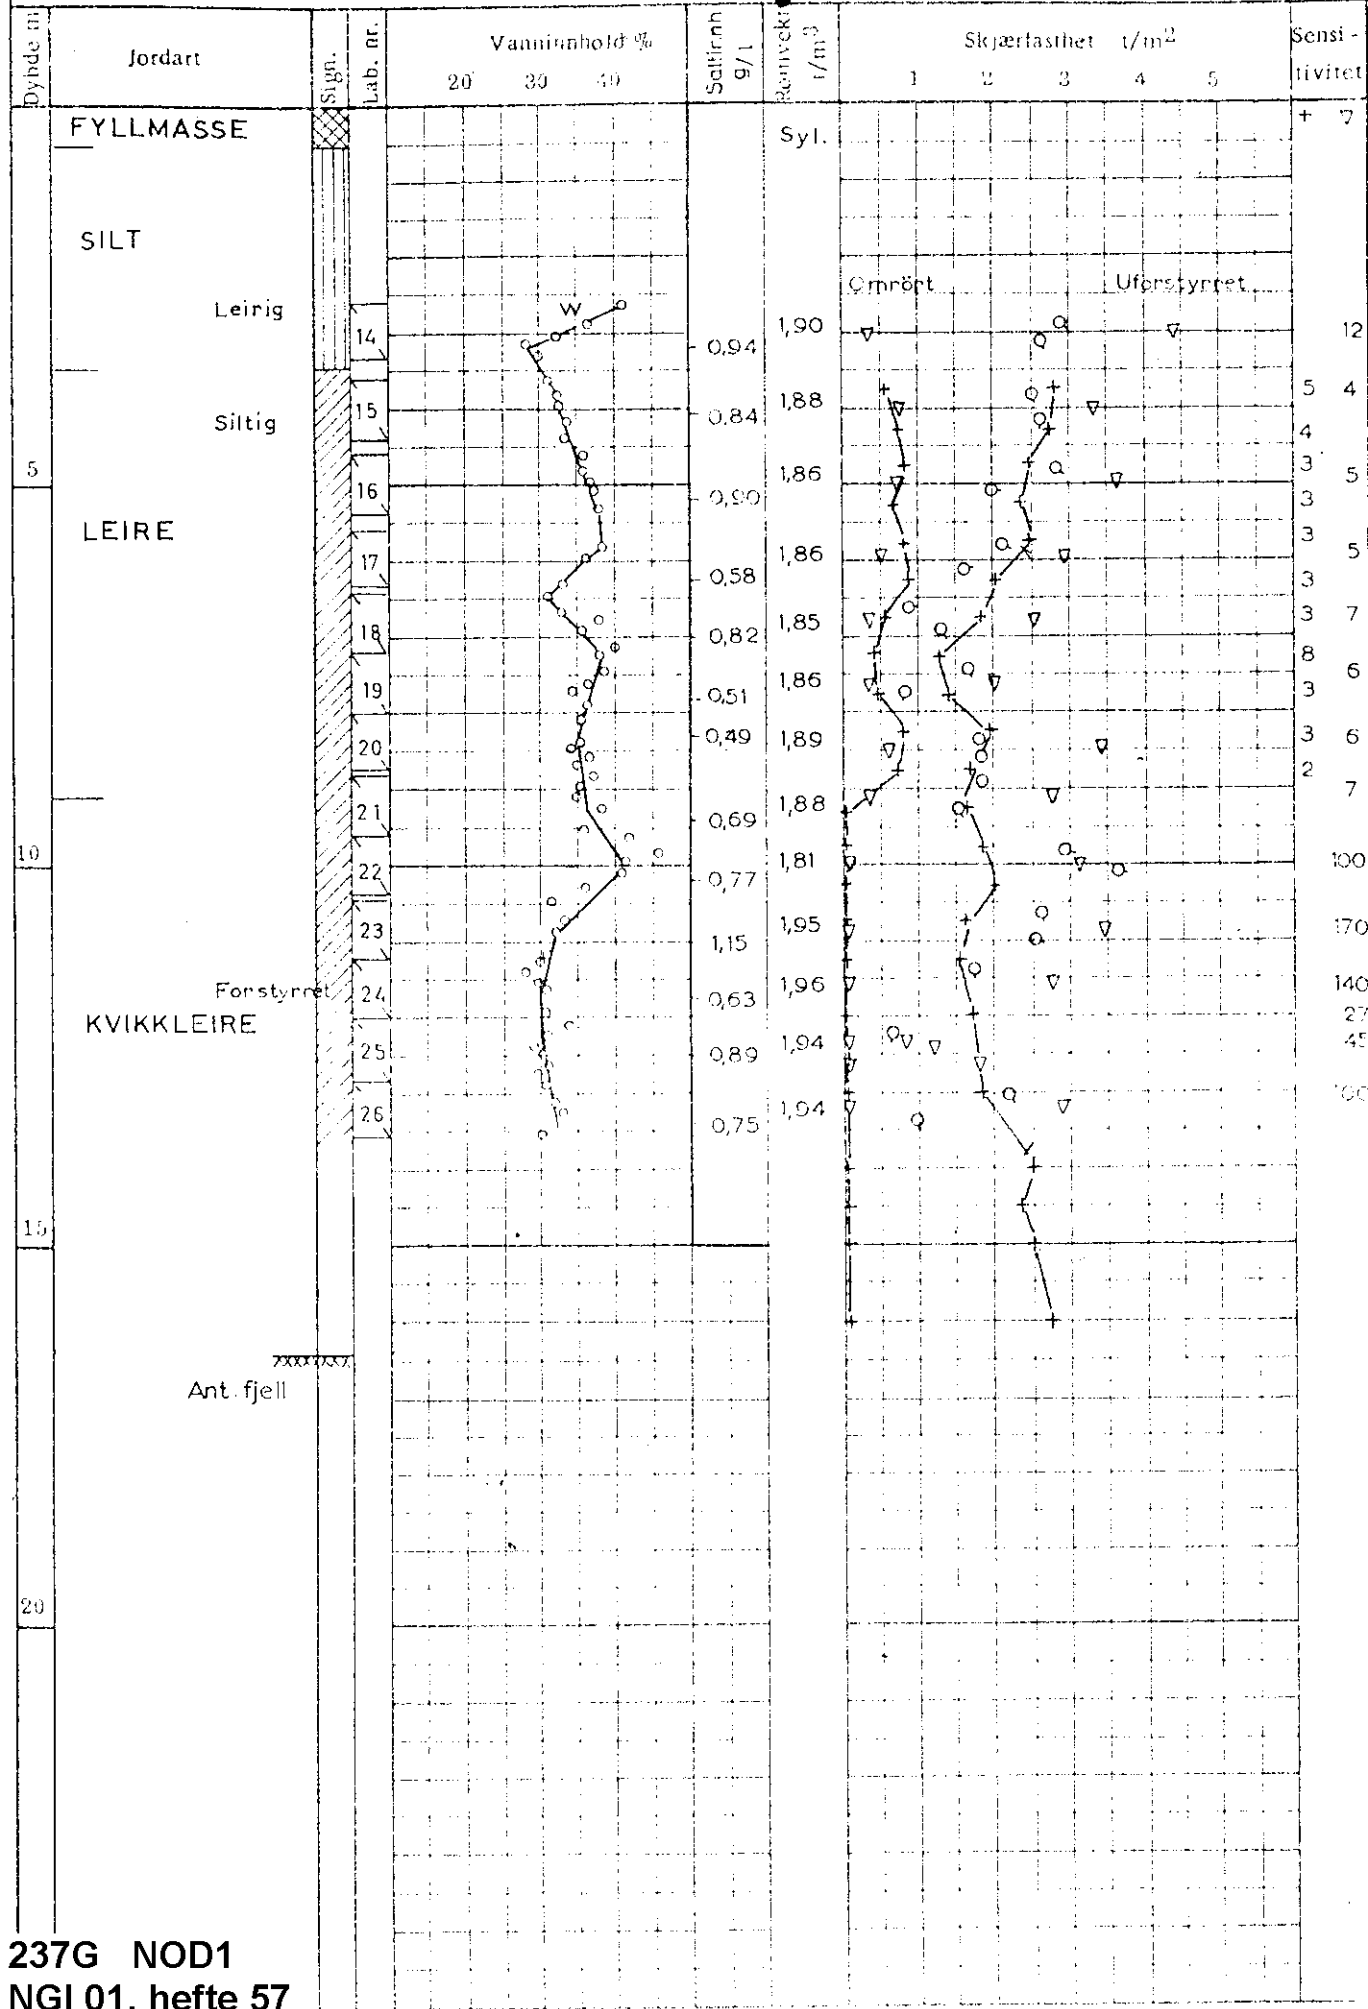 Dybde m
Jordart
Sign.
Lab. nr.
Vanninnhold %
20 30 40
Saltinnh g/l
Romvekt t/m³
Skjærfasthet t/m²
1 2 3 4 5
Sensi-
tivitet
FYLLMASSE
Syl.
+ ▽
SILT
Omrört Uforstyrret
Leirig
W
14 0,94 1,90 12
5 4
Siltig 15 0,84 1,88
4
5 16 0,90 1,86 3 5
3
LEIRE
3
17 0,58 1,86 5
3
18 0,82 1,85 3 7
8
19 0,51 1,86 6
3
20 0,49 1,89 3 6
2
21 0,69 1,88 7
10 22 0,77 1,81 100
23 1,15 1,95 170
Forstyrret 24 0,63 1,96 140
27
KVIKKLEIRE
25 0,89 1,94 45
26 0,75 1,94 100
15
Ant. fjell
20
237G NOD1
NGI 01, hefte 57